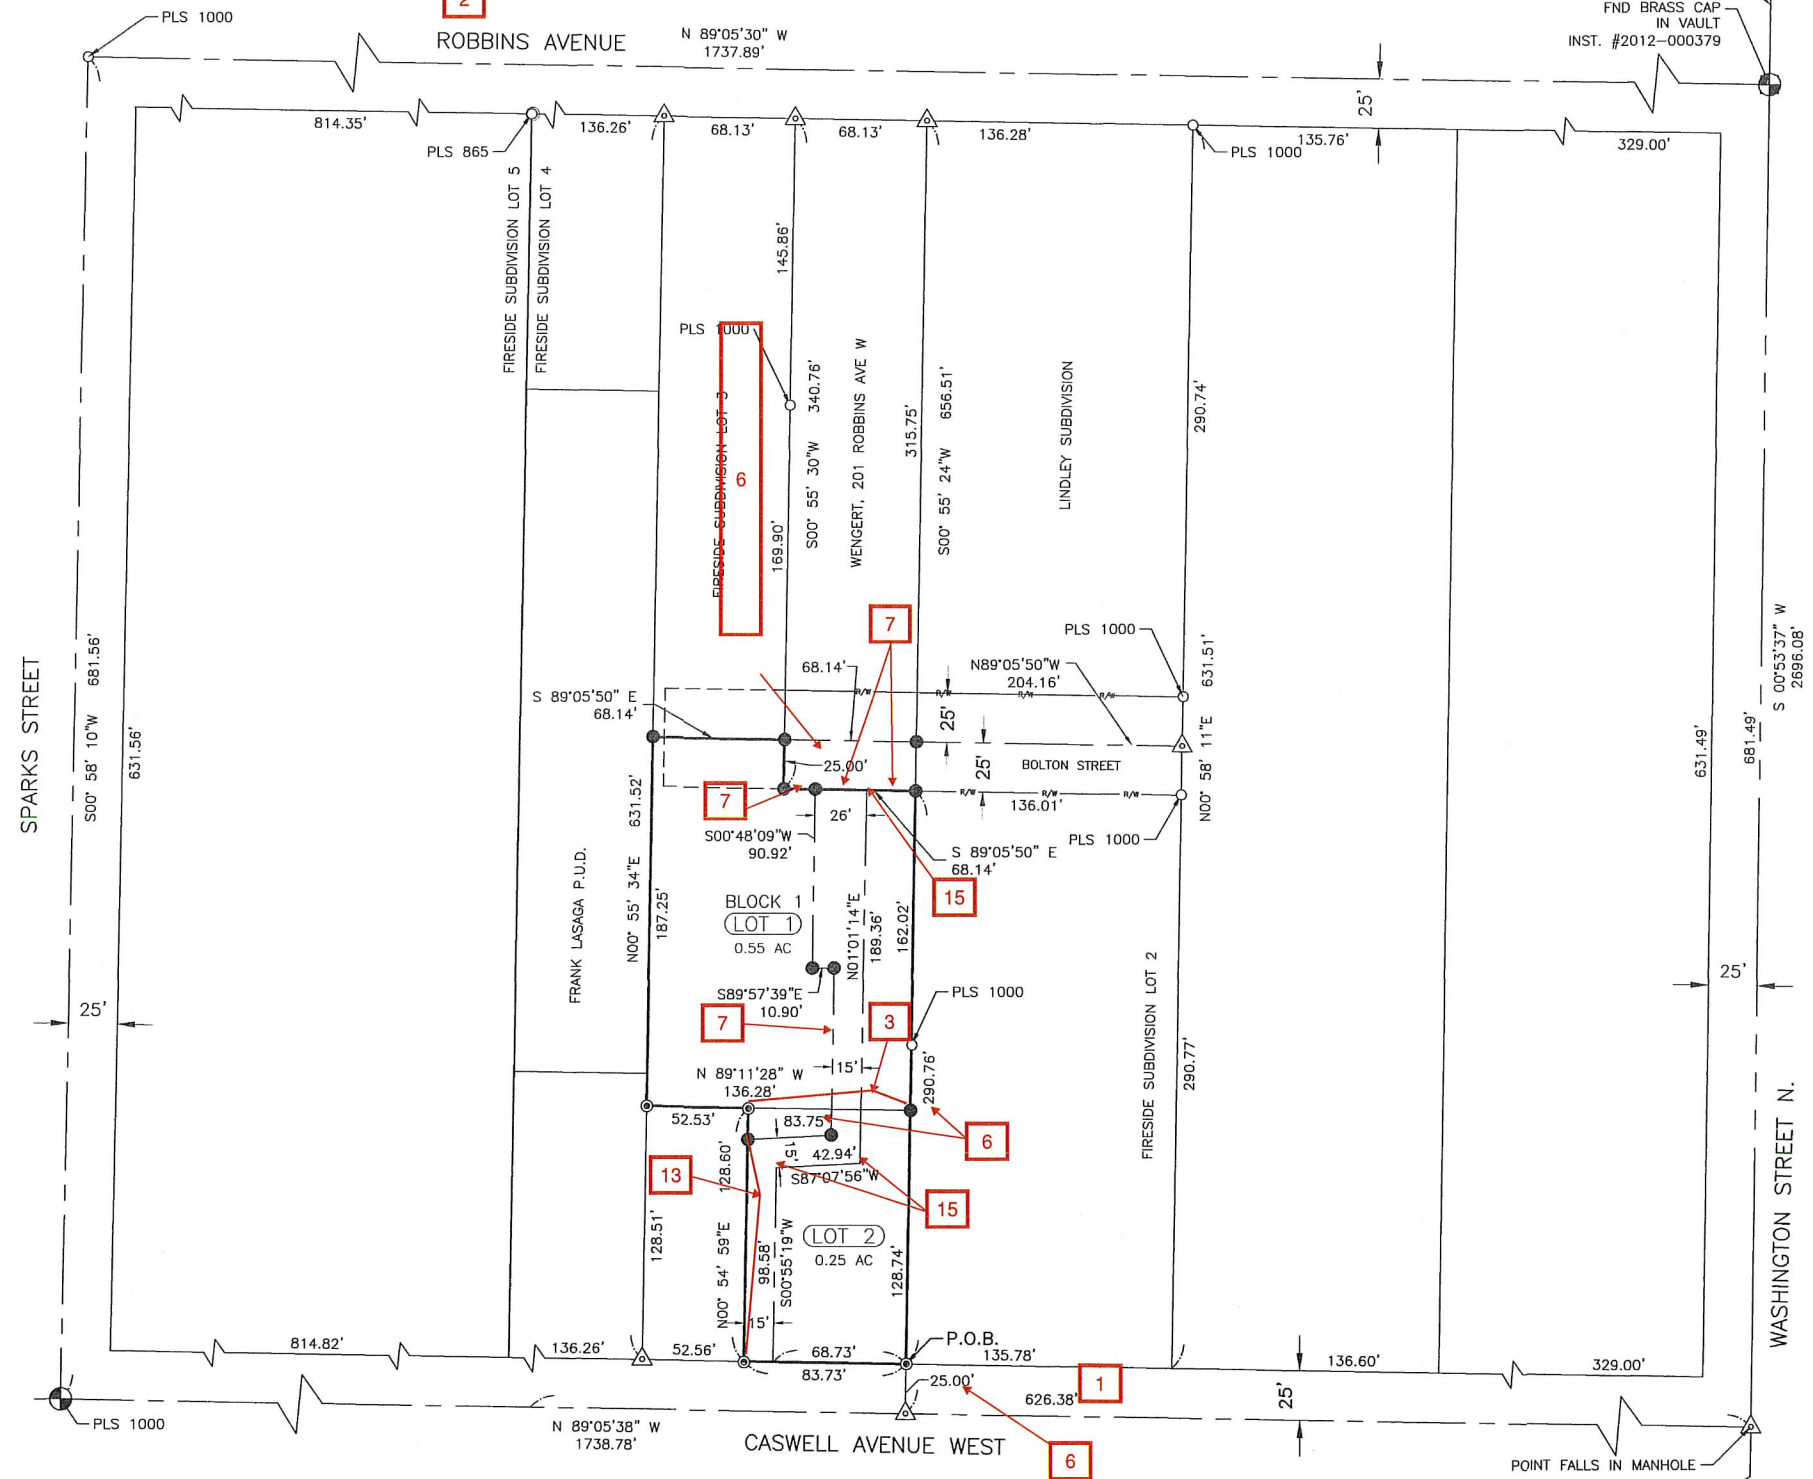 2
PLS 1000
ROBBINS AVENUE
N 89°05'30" W
1737.89'
FND BRASS CAP
IN VAULT
INST. #2012-000379
25'
814.35'
PLS 865
136.26'
68.13'
68.13'
136.28'
PLS 1000
135.76'
329.00'
FIRESIDE SUBDIVISION LOT 5
FIRESIDE SUBDIVISION LOT 4
145.86'
PLS 1000
FIRESIDE SUBDIVISION LOT 3
6
169.90'
S00° 55' 30"W 340.76'
WENGERT, 201 ROBBINS AVE W
315.75'
S00° 55' 24"W 656.51'
LINDLEY SUBDIVISION
290.74'
7
PLS 1000
N89°05'50"W
204.16'
68.14'
R/W
R/W
R/W
R/W
S 89°05'50" E
68.14'
25'
25'
BOLTON STREET
25.00'
R/W
R/W
R/W
136.01'
PLS 1000
N00° 58' 11"E 631.51'
SPARKS STREET
S00° 58' 10"W 681.56'
631.56'
631.49'
681.49'
S 00°53'37" W
2696.08'
7
26'
S00°48'09"W
90.92'
S 89°05'50" E
68.14'
15
BLOCK 1
LOT 1
0.55 AC
N00° 55' 34"E 631.52'
187.25'
FRANK LASAGA P.U.D.
N01°01'14"E
189.36'
162.02'
S89°57'39"E
10.90'
PLS 1000
7
3
25'
25'
15'
N 89°11'28" W
136.28'
290.76'
FIRESIDE SUBDIVISION LOT 2
290.77'
52.53'
83.75'
6
15'
42.94'
S87°07'56"W
13
128.60'
15
LOT 2
0.25 AC
128.51'
N00° 54' 59"E
98.58'
S00°55'19"W
128.74'
15'
WASHINGTON STREET N.
814.82'
136.26'
52.56'
68.73'
83.73'
P.O.B.
135.78'
136.60'
329.00'
25.00'
1
626.38'
25'
PLS 1000
N 89°05'38" W
1738.78'
CASWELL AVENUE WEST
6
POINT FALLS IN MANHOLE